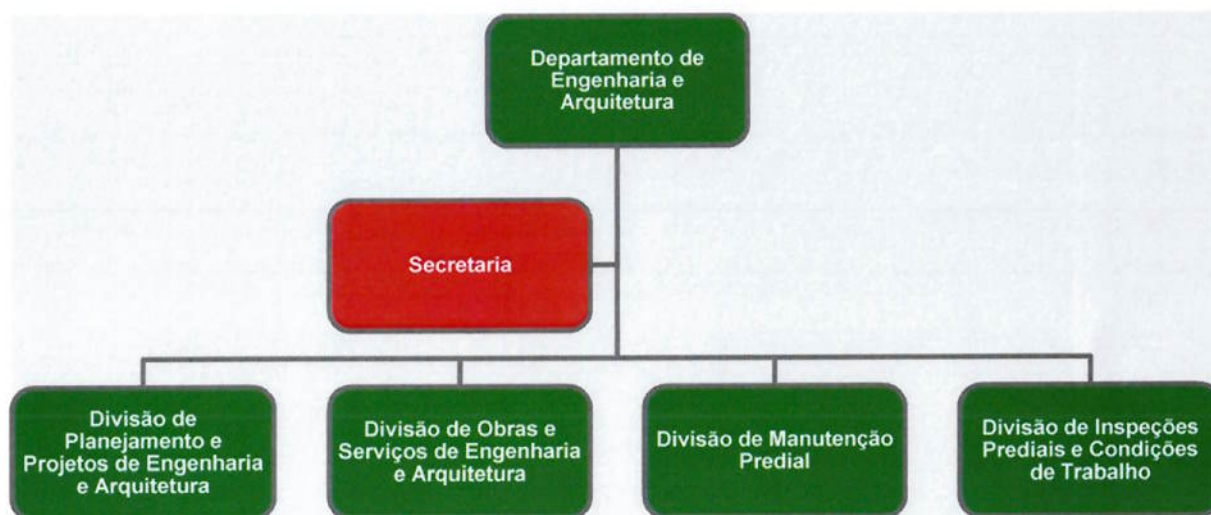 Departamento de
Engenharia e
Arquitetura
Secretaria
Divisão de
Planejamento e
Projetos de Engenharia
e Arquitetura
Divisão de Obras e
Serviços de Engenharia
e Arquitetura
Divisão de Manutenção
Predial
Divisão de Inspeções
Prediais e Condições
de Trabalho